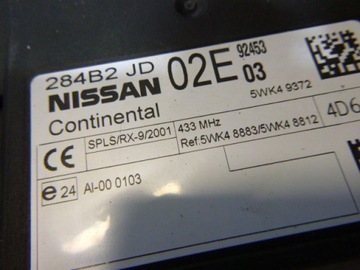 284B2 JD 02E 92453
NISSAN 03
Continental 5WK4 9372
CE SPLS/RX-9/2001 433 MHz 4D6
Ref:5WK4 8883/5WK4 8812
e 24 AI-00 0103